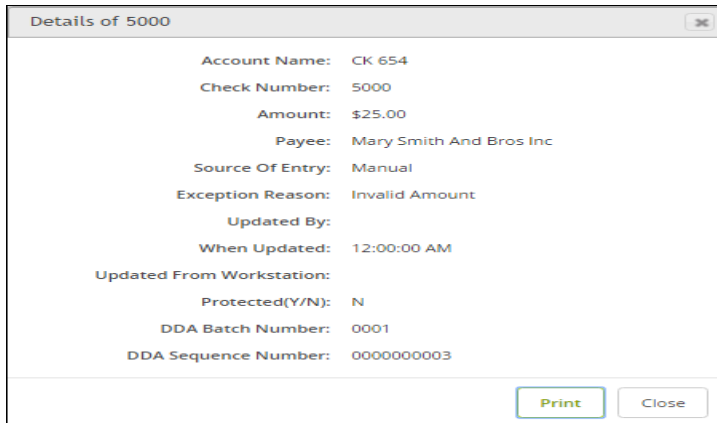 Details of 5000
Account Name: CK 654
Check Number: 5000
Amount: $25.00
Payee: Mary Smith And Bros Inc
Source Of Entry: Manual
Exception Reason: Invalid Amount
Updated By:
When Updated: 12:00:00 AM
Updated From Workstation:
Protected(Y/N): N
DDA Batch Number: 0001
DDA Sequence Number: 0000000003
Print Close